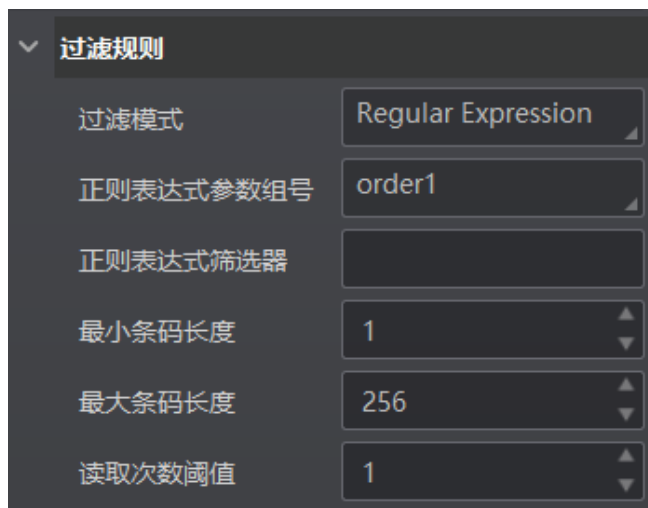 过滤规则
过滤模式 Regular Expression
正则表达式参数组号 order1
正则表达式筛选器
最小条码长度 1
最大条码长度 256
读取次数阈值 1